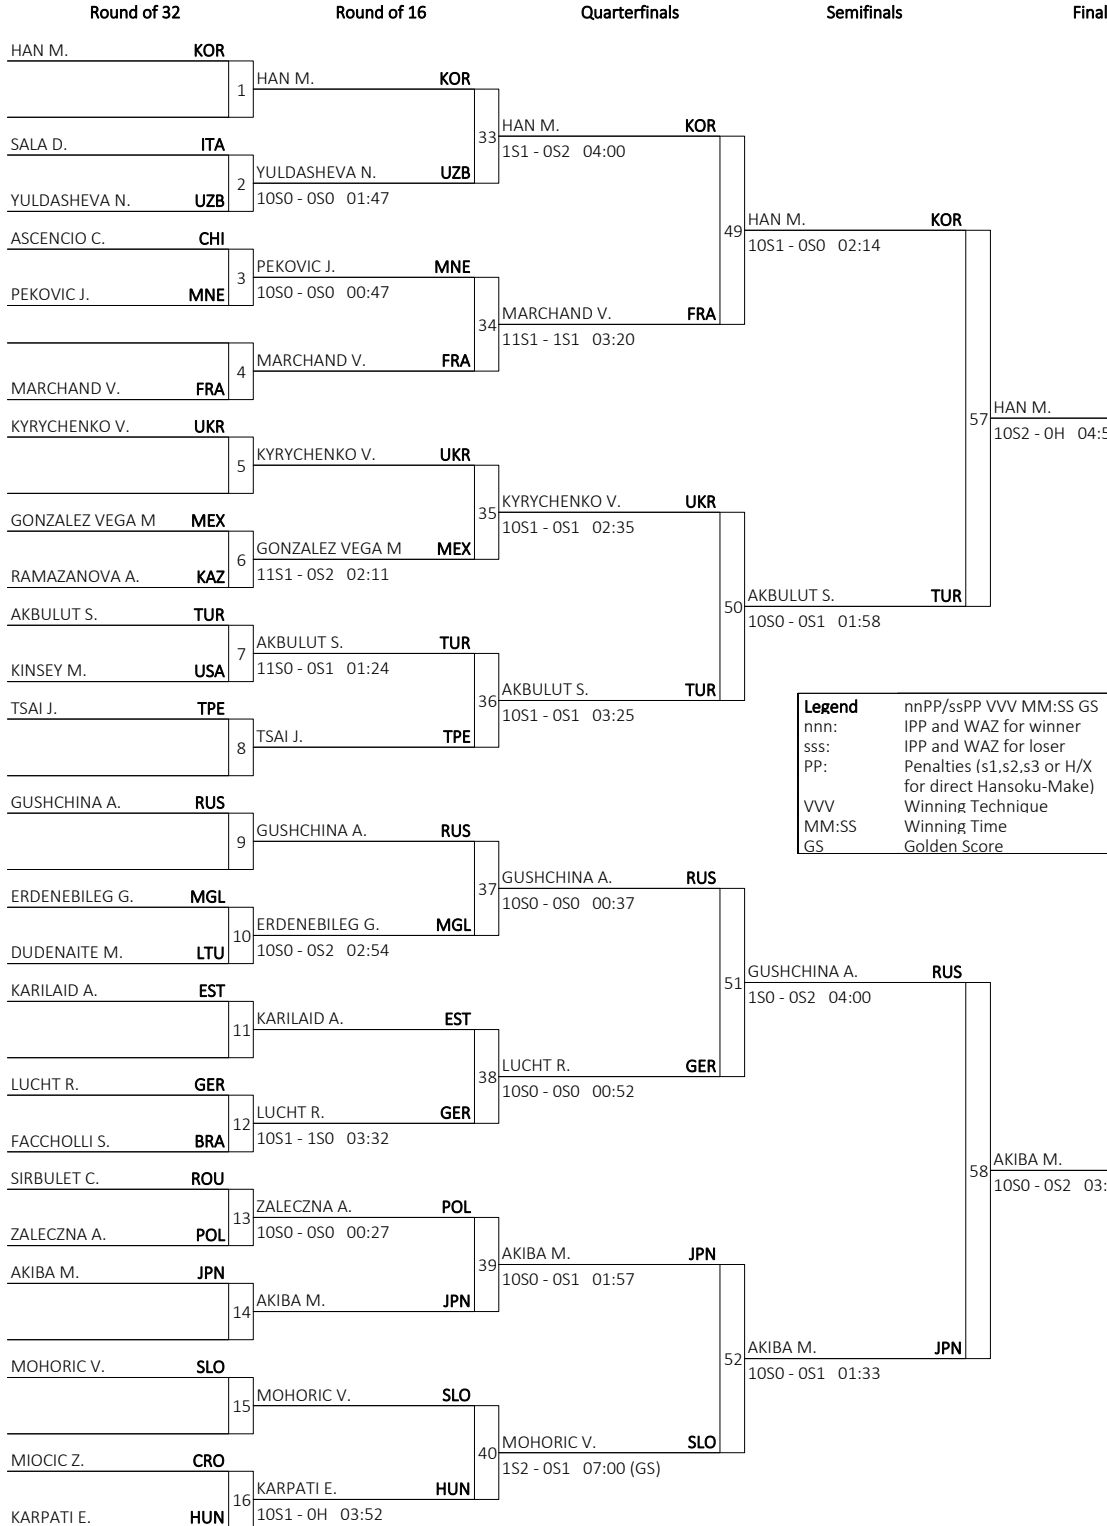 Round of 32
Round of 16
Quarterfinals
Semifinals
Final
HAN M. KOR
1
SALA D. ITA
2
YULDASHEVA N. UZB
ASCENCIO C. CHI
3
PEKOVIC J. MNE
4
MARCHAND V. FRA
KYRYCHENKO V. UKR
5
GONZALEZ VEGA M MEX
6
RAMAZANOVA A. KAZ
AKBULUT S. TUR
7
KINSEY M. USA
TSAI J. TPE
8
GUSHCHINA A. RUS
9
ERDENEBILEG G. MGL
10
DUDENAITE M. LTU
KARILAID A. EST
11
LUCHT R. GER
12
FACCHOLLI S. BRA
SIRBULET C. ROU
13
ZALECZNA A. POL
AKIBA M. JPN
14
MOHORIC V. SLO
15
MIOCIC Z. CRO
16
KARPATI E. HUN
HAN M. KOR
33
YULDASHEVA N. UZB
10S0 - 0S0 01:47
PEKOVIC J. MNE
10S0 - 0S0 00:47
34
MARCHAND V. FRA
KYRYCHENKO V. UKR
35
GONZALEZ VEGA M MEX
11S1 - 0S2 02:11
AKBULUT S. TUR
11S0 - 0S1 01:24
36
TSAI J. TPE
GUSHCHINA A. RUS
37
ERDENEBILEG G. MGL
10S0 - 0S2 02:54
KARILAID A. EST
38
LUCHT R. GER
10S1 - 1S0 03:32
ZALECZNA A. POL
10S0 - 0S0 00:27
39
AKIBA M. JPN
MOHORIC V. SLO
40
KARPATI E. HUN
10S1 - 0H 03:52
HAN M. KOR
1S1 - 0S2 04:00
49
MARCHAND V. FRA
11S1 - 1S1 03:20
KYRYCHENKO V. UKR
10S1 - 0S1 02:35
50
AKBULUT S. TUR
10S1 - 0S1 03:25
GUSHCHINA A. RUS
10S0 - 0S0 00:37
51
LUCHT R. GER
10S0 - 0S0 00:52
AKIBA M. JPN
10S0 - 0S1 01:57
52
MOHORIC V. SLO
1S2 - 0S1 07:00 (GS)
HAN M. KOR
10S1 - 0S0 02:14
57
AKBULUT S. TUR
10S0 - 0S1 01:58
GUSHCHINA A. RUS
1S0 - 0S2 04:00
58
AKIBA M. JPN
10S0 - 0S1 01:33
HAN M.
10S2 - 0H 04:5
AKIBA M.
10S0 - 0S2 03:
Legend nnPP/ssPP VVV MM:SS GS
nnn: IPP and WAZ for winner
sss: IPP and WAZ for loser
PP: Penalties (s1,s2,s3 or H/X
for direct Hansoku-Make)
VVV Winning Technique
MM:SS Winning Time
GS Golden Score